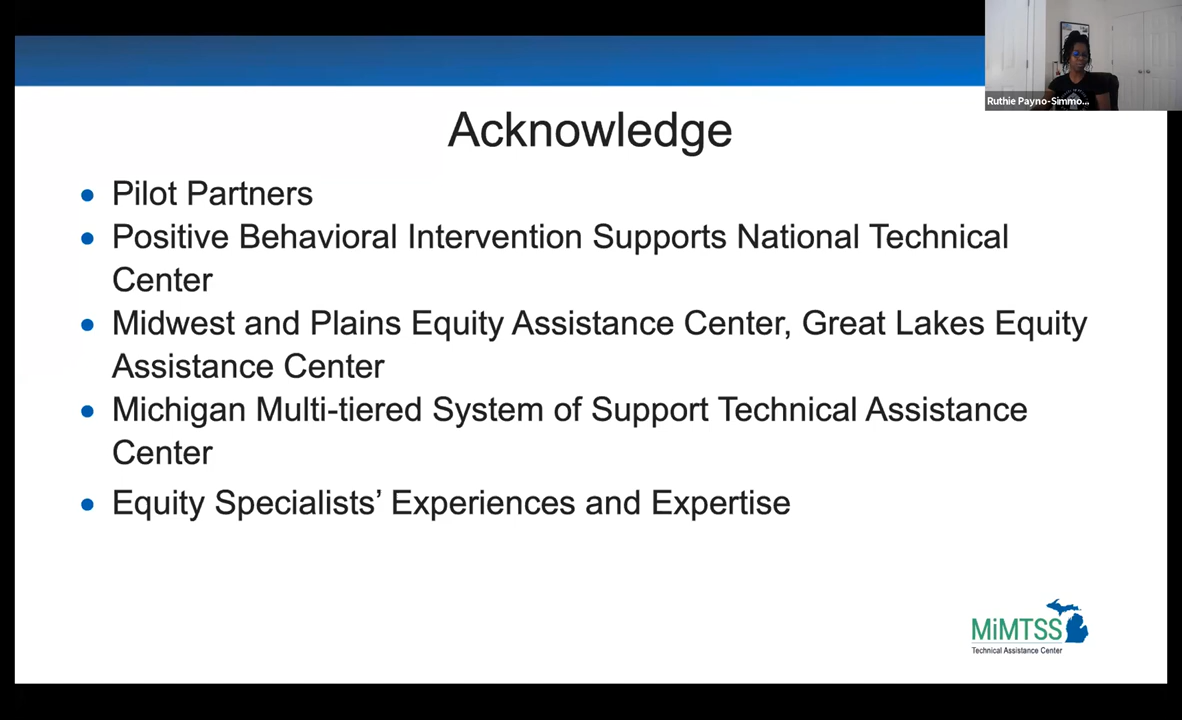 Ruthie Payno-Simmo...
Acknowledge
Pilot Partners
Positive Behavioral Intervention Supports National Technical
Center
Midwest and Plains Equity Assistance Center, Great Lakes Equity
Assistance Center
Michigan Multi-tiered System of Support Technical Assistance
Center
Equity Specialists’ Experiences and Expertise
MiMTSS
Technical Assistance Center